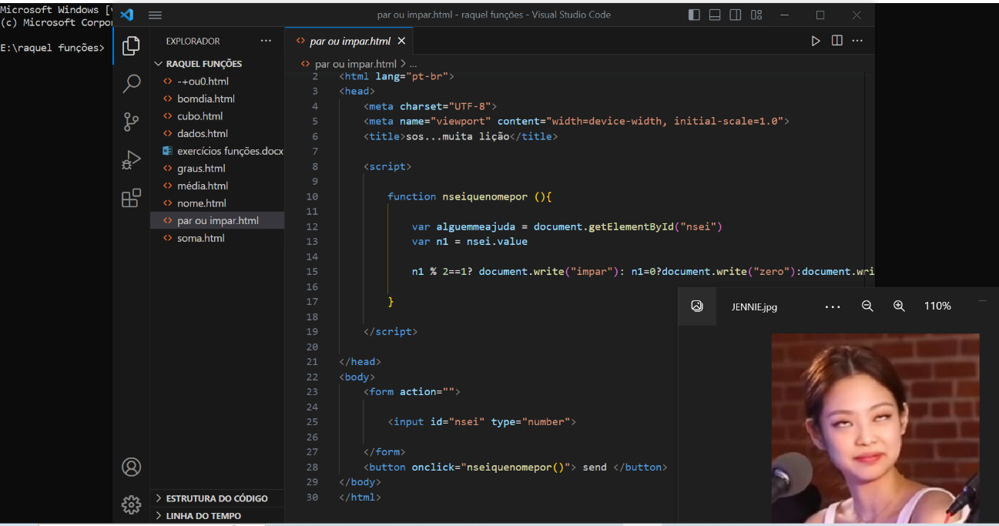 Microsoft Windows [v
(c) Microsoft Corpor
E:\raquel funções>
par ou impar.html - raquel funções - Visual Studio Code
EXPLORADOR
RAQUEL FUNÇÕES
-+ou0.html
bomdia.html
cubo.html
dados.html
exercícios funções.docx
graus.html
média.html
nome.html
par ou impar.html
soma.html
ESTRUTURA DO CÓDIGO
LINHA DO TEMPO
par ou impar.html
par ou impar.html > ...
2 <html lang="pt-br">
3 <head>
4 <meta charset="UTF-8">
5 <meta name="viewport" content="width=device-width, initial-scale=1.0">
6 <title>sos...muita lição</title>
7
8 <script>
9
10 function nseiquenomepor (){
11
12 var alguemmeajuda = document.getElementById("nsei")
13 var n1 = nsei.value
14
15 n1 % 2==1? document.write("impar"): n1=0?document.write("zero"):document.wri
16
17 }
18
19 </script>
20
21 </head>
22 <body>
23 <form action="">
24
25 <input id="nsei" type="number">
26
27 </form>
28 <button onclick="nseiquenomepor()"> send </button>
29 </body>
30 </html>
JENNIE.jpg
110%